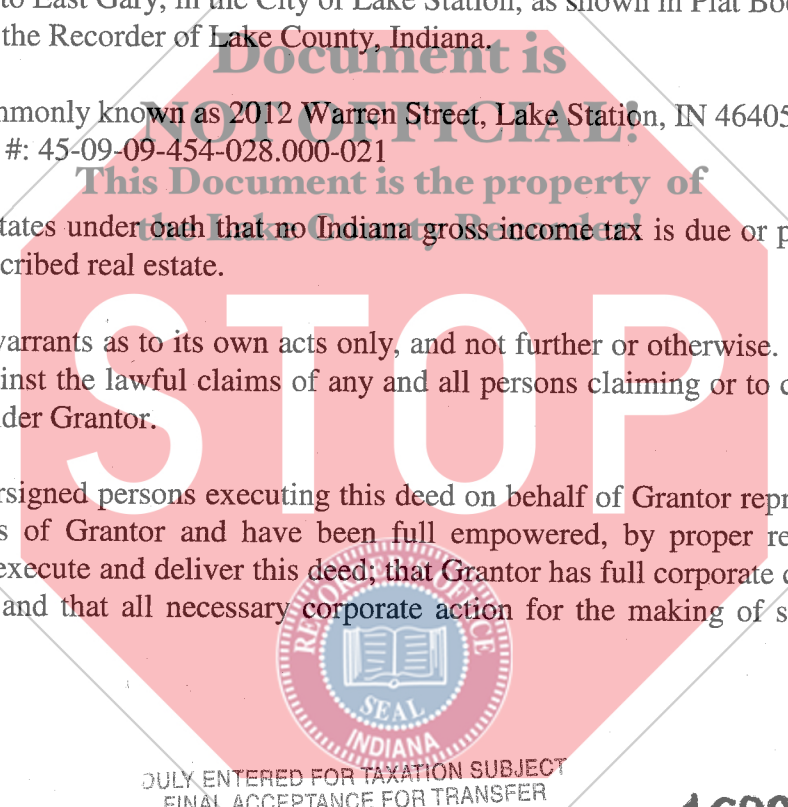 to East Gary, in the City of Lake Station, as shown in Plat Boo
the Recorder of Lake County, Indiana.
Document is
mmonly known as 2012 Warren Street, Lake Station, IN 46405
NOT OFFICIAL!
#: 45-09-09-454-028.000-021
This Document is the property of
tates under oath that no Indiana gross income tax is due or p
the Lake County Recorder!
cribed real estate.
STOP
warrants as to its own acts only, and not further or otherwise.
inst the lawful claims of any and all persons claiming or to c
der Grantor.
rsigned persons executing this deed on behalf of Grantor repr
s of Grantor and have been full empowered, by proper re
execute and deliver this deed; that Grantor has full corporate c
and that all necessary corporate action for the making of s
RECORDER'S OFFICE
SEAL
INDIANA
DULY ENTERED FOR TAXATION SUBJECT
FINAL ACCEPTANCE FOR TRANSFER